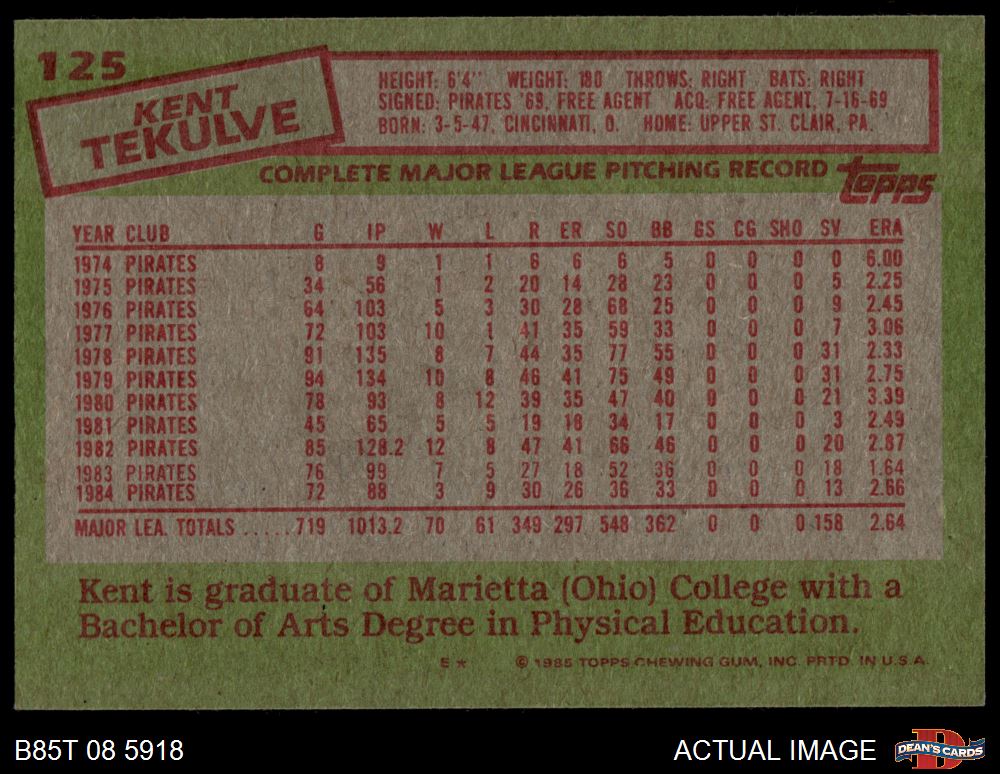 125
KENT
TEKULVE
HEIGHT: 6'4" WEIGHT: 180 THROWS: RIGHT BATS: RIGHT
SIGNED: PIRATES '69, FREE AGENT ACQ: FREE AGENT, 7-16-69
BORN: 3-5-47, CINCINNATI, O. HOME: UPPER ST. CLAIR, PA.
COMPLETE MAJOR LEAGUE PITCHING RECORD
topps
YEAR CLUB G IP W L R ER SO BB GS CG SHO SV ERA
1974 PIRATES 8 9 1 1 6 6 6 5 0 0 0 0 6.00
1975 PIRATES 34 56 1 2 20 14 28 23 0 0 0 5 2.25
1976 PIRATES 64 103 5 3 30 28 68 25 0 0 0 9 2.45
1977 PIRATES 72 103 10 1 41 35 59 33 0 0 0 7 3.06
1978 PIRATES 91 135 8 7 44 35 77 55 0 0 0 31 2.33
1979 PIRATES 94 134 10 8 46 41 75 49 0 0 0 31 2.75
1980 PIRATES 78 93 8 12 39 35 47 40 0 0 0 21 3.39
1981 PIRATES 45 65 5 5 19 18 34 17 0 0 0 3 2.49
1982 PIRATES 85 128.2 12 8 47 41 66 46 0 0 0 20 2.87
1983 PIRATES 76 99 7 5 27 18 52 36 0 0 0 18 1.64
1984 PIRATES 72 88 3 9 30 26 36 33 0 0 0 13 2.66
MAJOR LEA. TOTALS .....719 1013.2 70 61 349 297 548 362 0 0 0 158 2.64
Kent is graduate of Marietta (Ohio) College with a
Bachelor of Arts Degree in Physical Education.
E* © 1985 TOPPS CHEWING GUM, INC. PRTD. IN U.S.A.
B85T 08 5918 ACTUAL IMAGE
D
DEAN'S CARDS